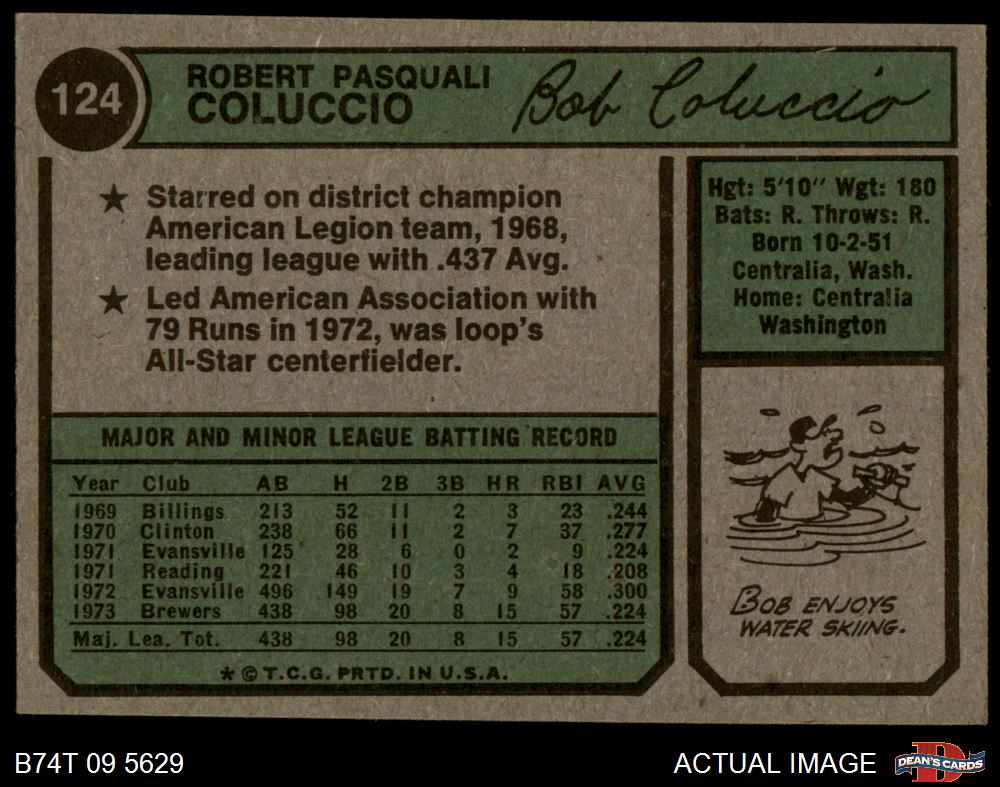 124
ROBERT PASQUALI
COLUCCIO
Bob Coluccio
★ Starred on district champion
American Legion team, 1968,
leading league with .437 Avg.
★ Led American Association with
79 Runs in 1972, was loop's
All-Star centerfielder.
Hgt: 5'10" Wgt: 180
Bats: R. Throws: R.
Born 10-2-51
Centralia, Wash.
Home: Centralia
Washington
MAJOR AND MINOR LEAGUE BATTING RECORD
Year Club AB H 2B 3B HR RBI AVG
1969 Billings 213 52 11 2 3 23 .244
1970 Clinton 238 66 11 2 7 37 .277
1971 Evansville 125 28 6 0 2 9 .224
1971 Reading 221 46 10 3 4 18 .208
1972 Evansville 496 149 19 7 9 58 .300
1973 Brewers 438 98 20 8 15 57 .224
Maj. Lea. Tot. 438 98 20 8 15 57 .224
* © T.C.G. PRTD. IN U.S.A.
BOB ENJOYS
WATER SKIING.
B74T 09 5629
ACTUAL IMAGE
DEAN'S CARDS